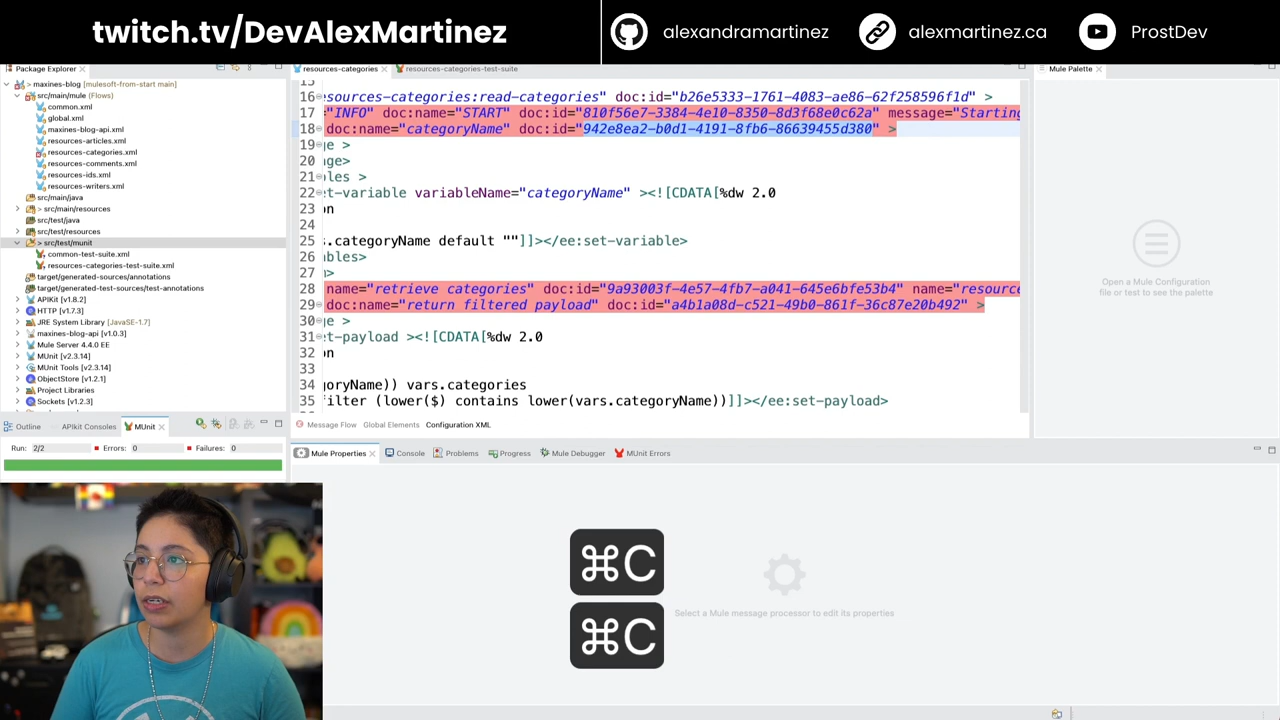 twitch.tv/DevAlexMartinez
alexandramartinez
alexmartinez.ca
ProstDev
Package Explorer
> maxines-blog [mulesoft-from-start main]
src/main/mule (Flows)
common.xml
global.xml
maxines-blog-api.xml
resources-articles.xml
resources-categories.xml
resources-comments.xml
resources-ids.xml
resources-writers.xml
src/main/java
> src/main/resources
src/test/java
src/test/resources
> src/test/munit
common-test-suite.xml
resources-categories-test-suite.xml
target/generated-sources/annotations
target/generated-test-sources/test-annotations
APIKit [v1.8.2]
HTTP [v1.7.3]
JRE System Library [JavaSE-1.7]
maxines-blog-api [v1.0.3]
Mule Server 4.4.0 EE
MUnit [v2.3.14]
MUnit Tools [v2.3.14]
ObjectStore [v1.2.1]
Project Libraries
Sockets [v1.2.3]
resources-categories
resources-categories-test-suite
16 esources-categories:read-categories" doc:id="b26e5333-1761-4083-ae86-62f258596f1d" >
17 ="INFO" doc:name="START" doc:id="810f56e7-3384-4e10-8350-8d3f68e0c62a" message="Starting
18 doc:name="categoryName" doc:id="942e8ea2-b0d1-4191-8fb6-86639455d380" >
19 ge >
20 age>
21 bles >
22 et-variable variableName="categoryName" ><![CDATA[%dw 2.0
23 on
24
25 s.categoryName default ""]]></ee:set-variable>
26 ables>
27 m>
28 name="retrieve categories" doc:id="9a93003f-4e57-4fb7-a041-645e6bfe53b4" name="resource
29 doc:name="return filtered payload" doc:id="a4b1a08d-c521-49b0-861f-36c87e20b492" >
30 ge >
31 et-payload ><![CDATA[%dw 2.0
32 on
33
34 goryName)) vars.categories
35 filter (lower($) contains lower(vars.categoryName))]]></ee:set-payload>
Message Flow Global Elements Configuration XML
Mule Palette
Open a Mule Configuration
file or test to see the palette
Outline APIkit Consoles MUnit
Run: 2/2 Errors: 0 Failures: 0
Mule Properties Console Problems Progress Mule Debugger MUnit Errors
Select a Mule message processor to edit its properties
⌘C
⌘C